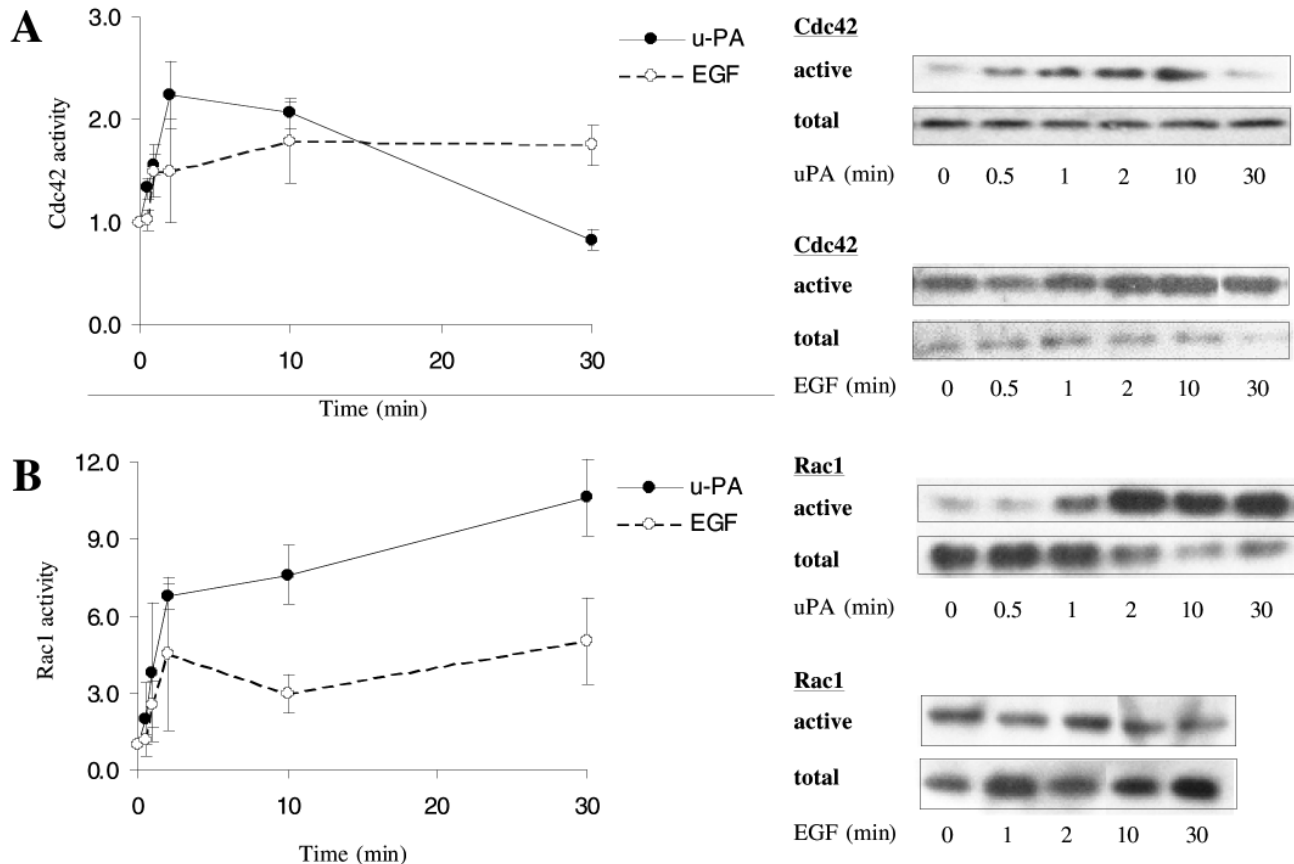 A
3.0
2.0
1.0
0.0
Cdc42 activity
0 10 20 30
Time (min)
u-PA
EGF
Cdc42
active
total
uPA (min) 0 0.5 1 2 10 30
Cdc42
active
total
EGF (min) 0 0.5 1 2 10 30
B
12.0
9.0
6.0
3.0
0.0
Rac1 activity
0 10 20 30
Time (min)
u-PA
EGF
Rac1
active
total
uPA (min) 0 0.5 1 2 10 30
Rac1
active
total
EGF (min) 0 1 2 10 30